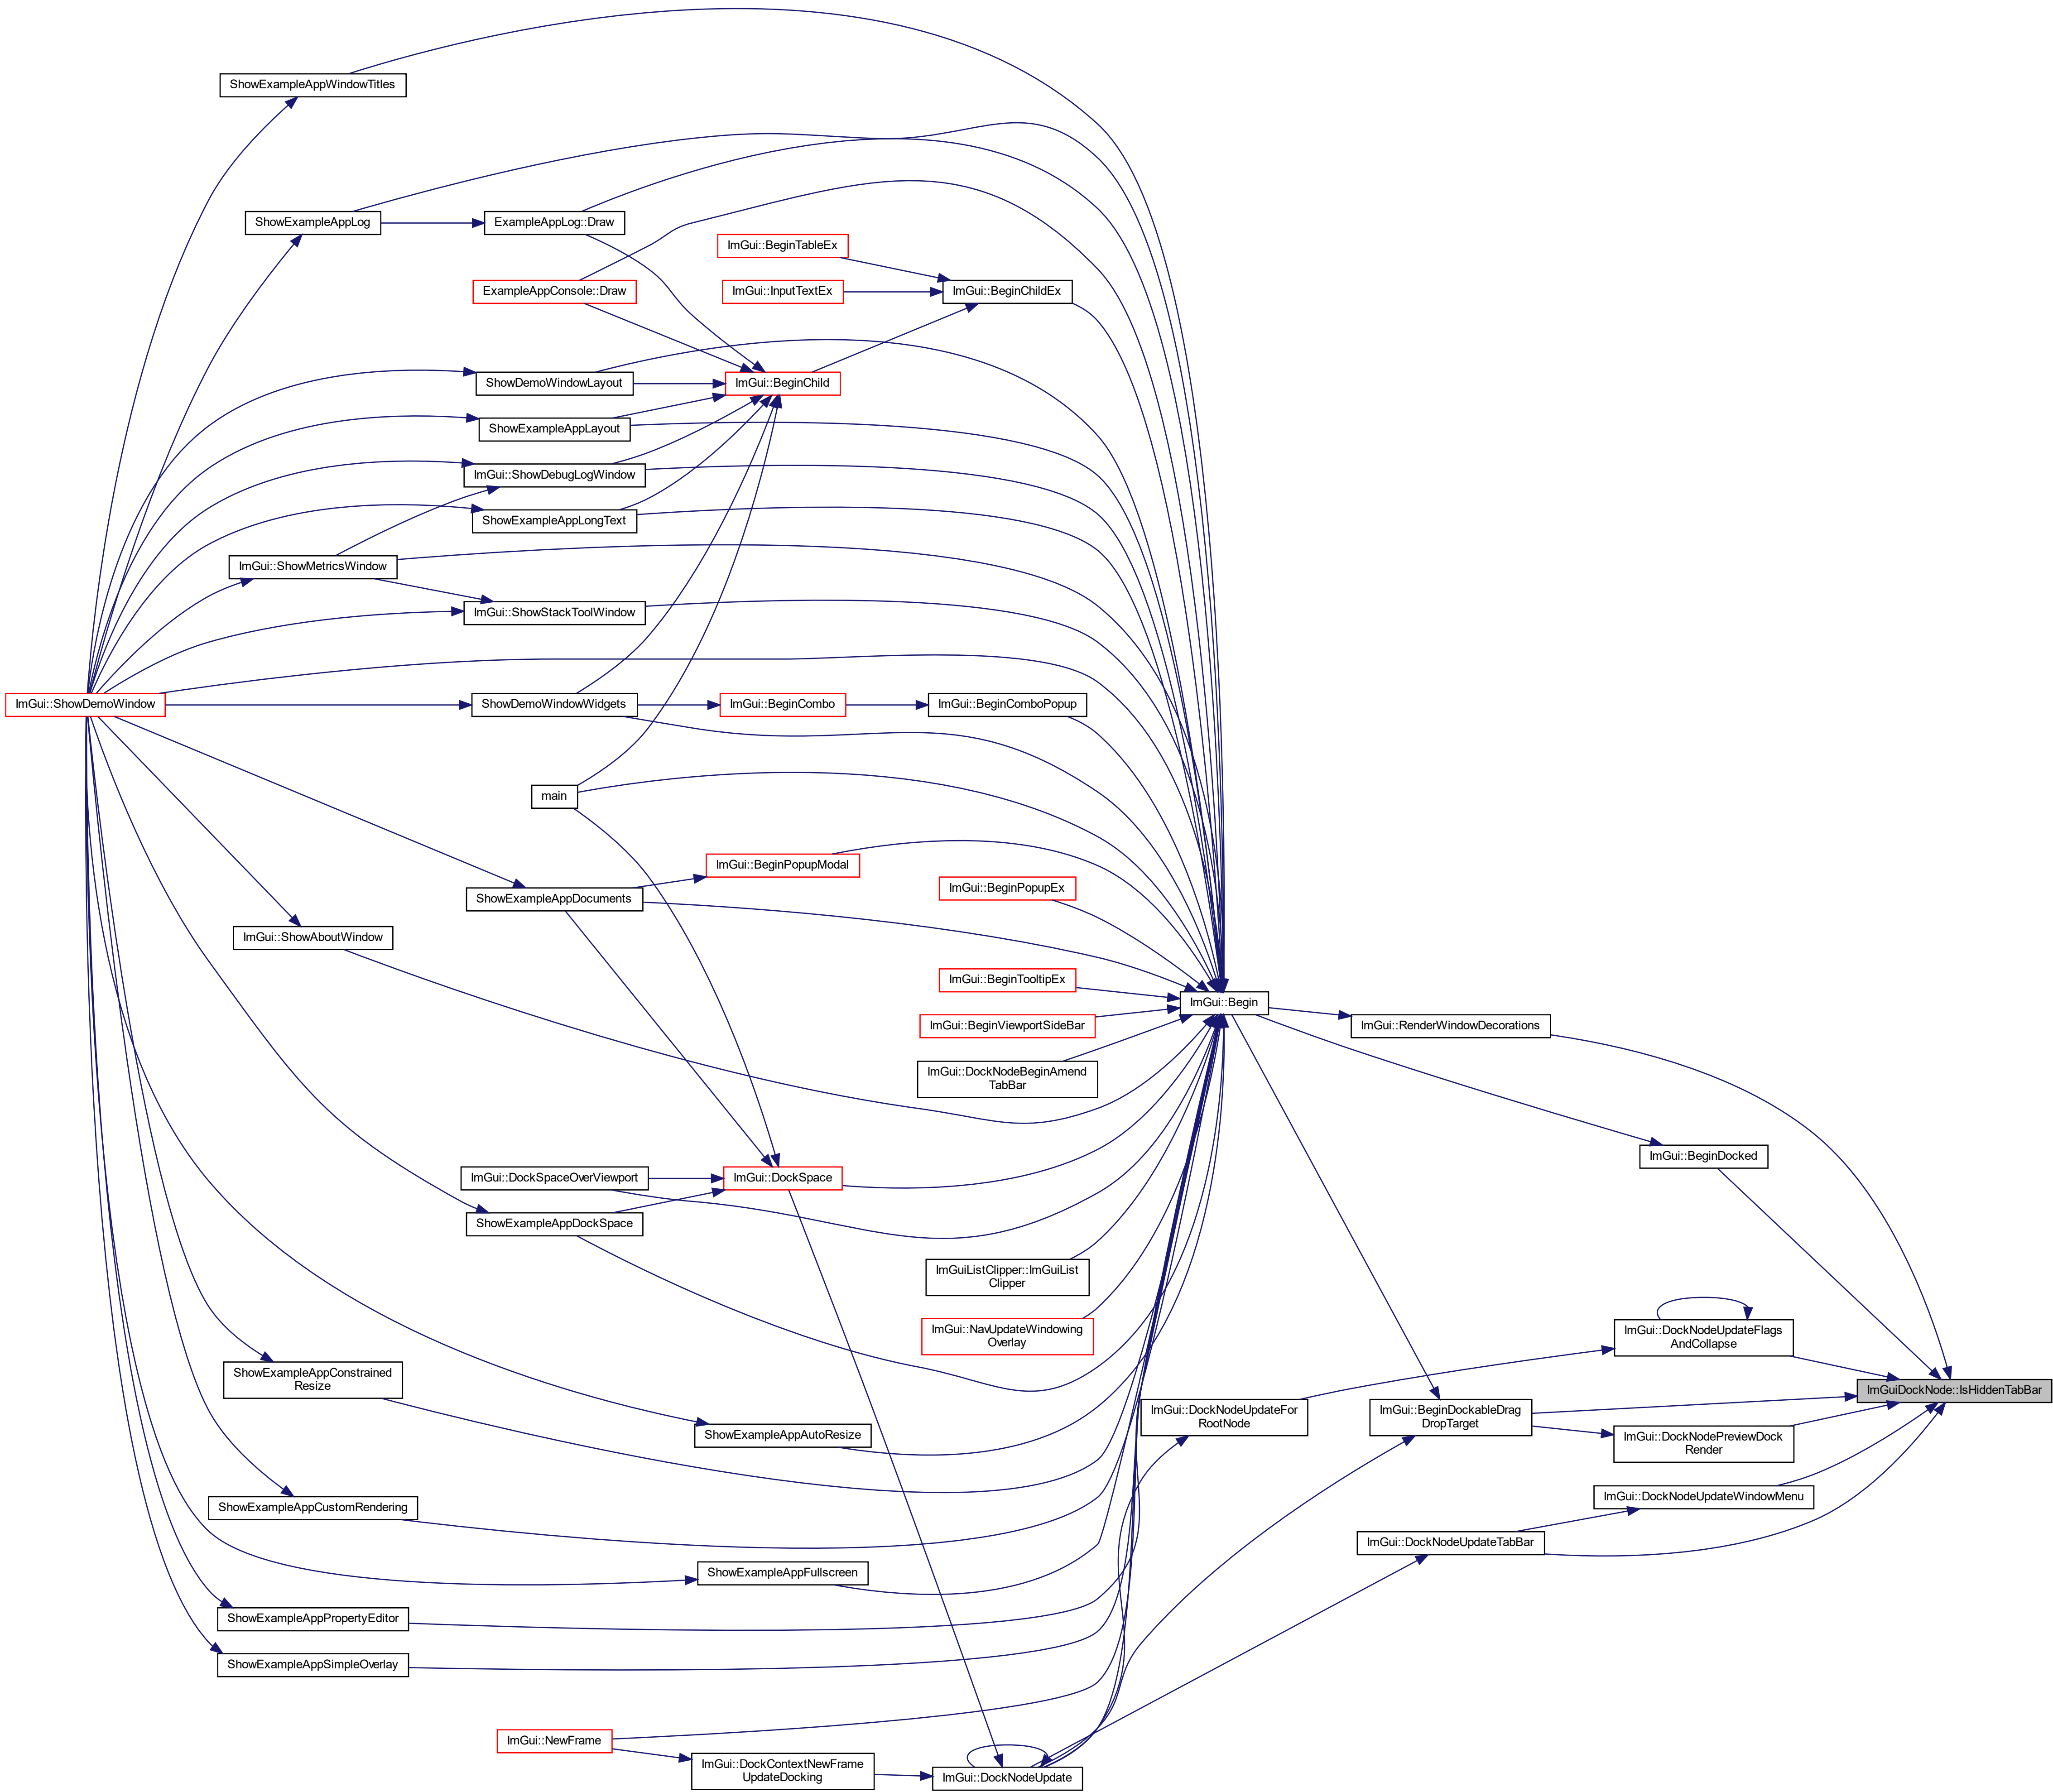 ShowExampleAppWindowTitles
ShowExampleAppLog
ExampleAppLog::Draw
ImGui::BeginTableEx
ExampleAppConsole::Draw
ImGui::InputTextEx
ImGui::BeginChildEx
ShowDemoWindowLayout
ImGui::BeginChild
ShowExampleAppLayout
ImGui::ShowDebugLogWindow
ShowExampleAppLongText
ImGui::ShowMetricsWindow
ImGui::ShowStackToolWindow
ImGui::ShowDemoWindow
ShowDemoWindowWidgets
ImGui::BeginCombo
ImGui::BeginComboPopup
main
ImGui::BeginPopupModal
ImGui::BeginPopupEx
ShowExampleAppDocuments
ImGui::ShowAboutWindow
ImGui::BeginTooltipEx
ImGui::Begin
ImGui::BeginViewportSideBar
ImGui::RenderWindowDecorations
ImGui::DockNodeBeginAmend
TabBar
ImGui::BeginDocked
ImGui::DockSpaceOverViewport
ImGui::DockSpace
ShowExampleAppDockSpace
ImGuiListClipper::ImGuiList
Clipper
ImGui::NavUpdateWindowing
Overlay
ImGui::DockNodeUpdateFlags
AndCollapse
ShowExampleAppConstrained
Resize
ImGuiDockNode::IsHiddenTabBar
ImGui::DockNodeUpdateFor
RootNode
ImGui::BeginDockableDrag
DropTarget
ShowExampleAppAutoResize
ImGui::DockNodePreviewDock
Render
ShowExampleAppCustomRendering
ImGui::DockNodeUpdateWindowMenu
ImGui::DockNodeUpdateTabBar
ShowExampleAppFullscreen
ShowExampleAppPropertyEditor
ShowExampleAppSimpleOverlay
ImGui::NewFrame
ImGui::DockContextNewFrame
UpdateDocking
ImGui::DockNodeUpdate